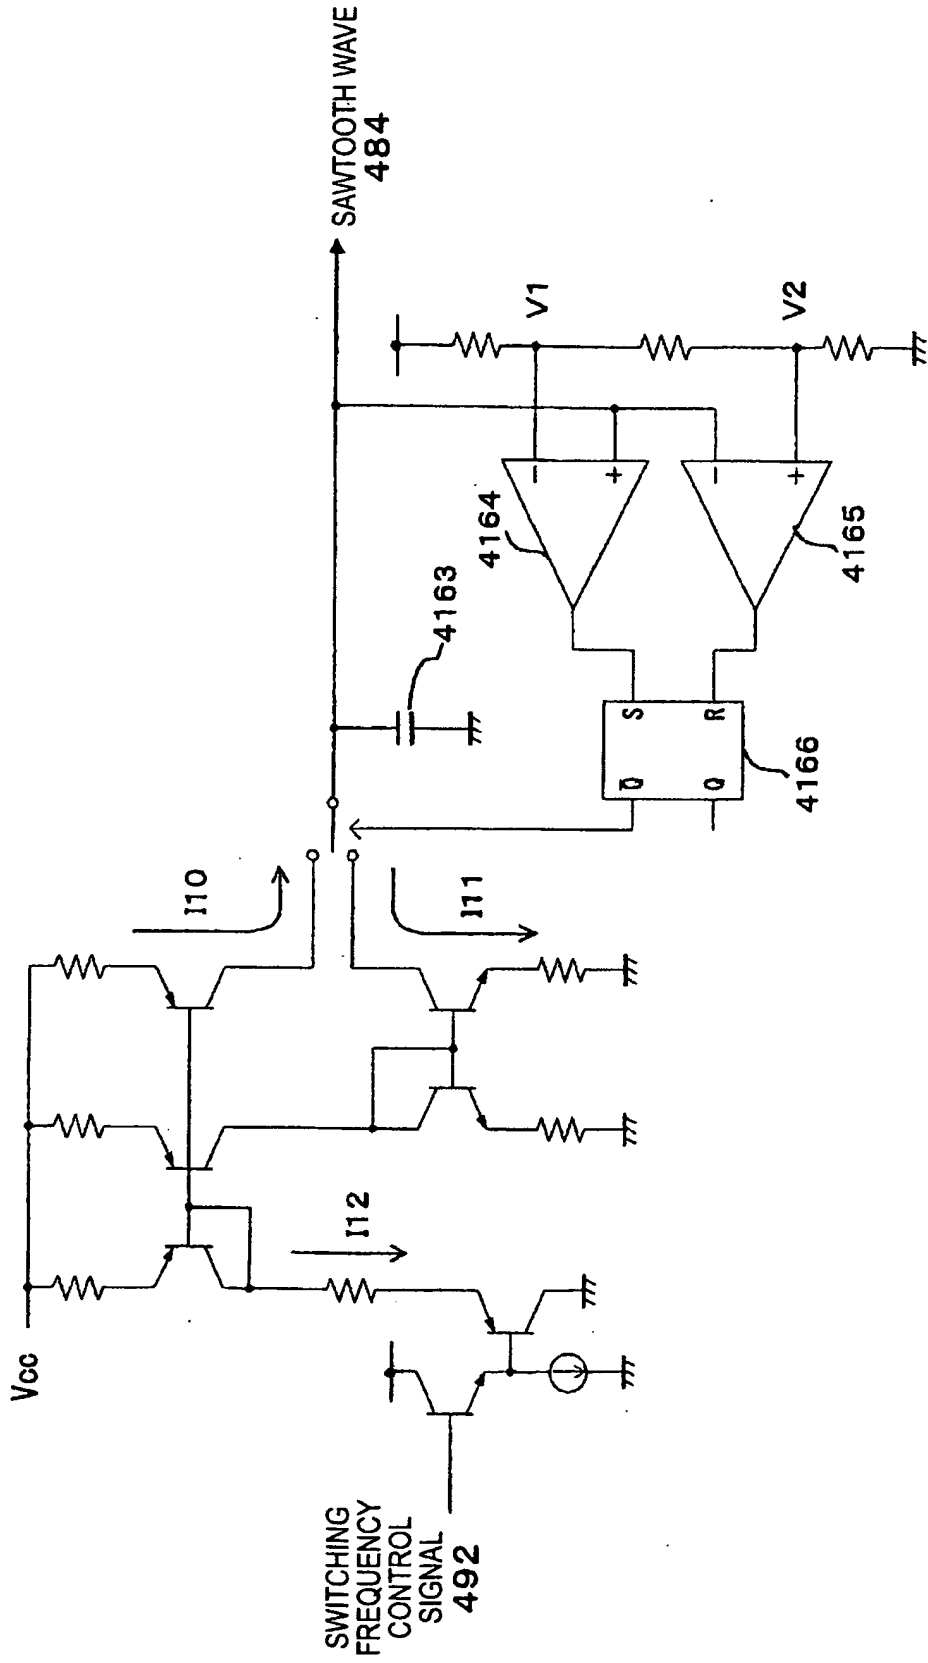 Vcc
I12
I10
I11
SWITCHING
FREQUENCY
CONTROL
SIGNAL
492
SAWTOOTH WAVE
484
4163
4164
4165
4166
V1
V2
-
+
-
+
S
R
Q̅
Q